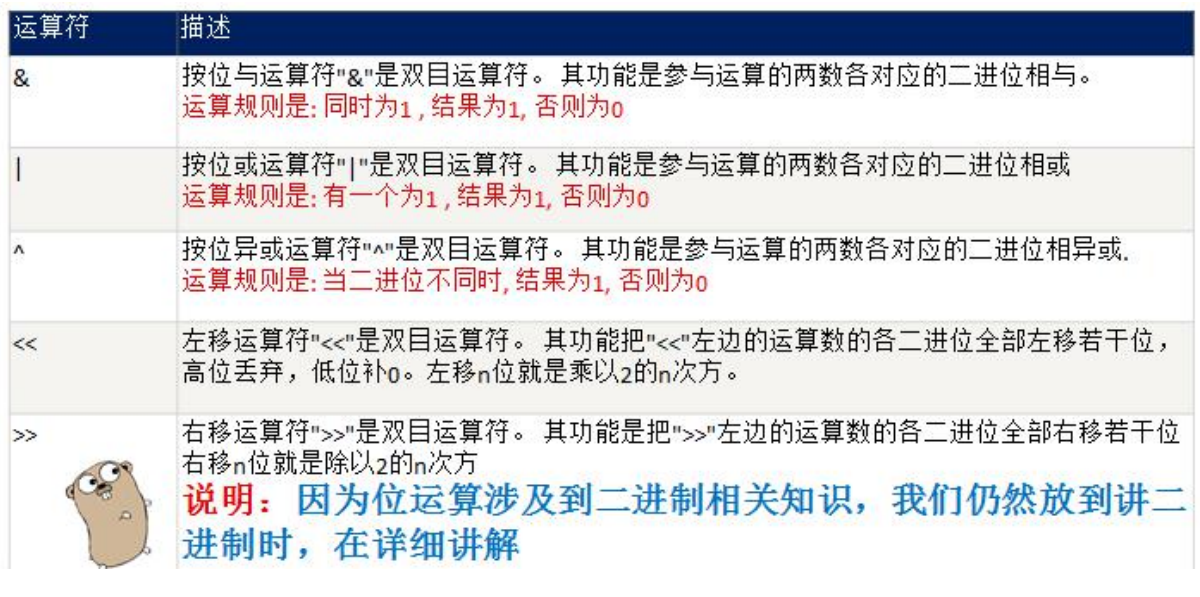 运算符 描述
& 按位与运算符"&"是双目运算符。 其功能是参与运算的两数各对应的二进位相与。
运算规则是: 同时为1 , 结果为1, 否则为0
| 按位或运算符"|"是双目运算符。 其功能是参与运算的两数各对应的二进位相或
运算规则是: 有一个为1 , 结果为1, 否则为0
^ 按位异或运算符"^"是双目运算符。 其功能是参与运算的两数各对应的二进位相异或.
运算规则是: 当二进位不同时, 结果为1, 否则为0
<< 左移运算符"<<"是双目运算符。 其功能把"<<"左边的运算数的各二进位全部左移若干位，
高位丢弃，低位补0。左移n位就是乘以2的n次方。
>> 右移运算符">>"是双目运算符。 其功能是把">>"左边的运算数的各二进位全部右移若干位
右移n位就是除以2的n次方
说明：因为位运算涉及到二进制相关知识，我们仍然放到讲二
进制时，在详细讲解